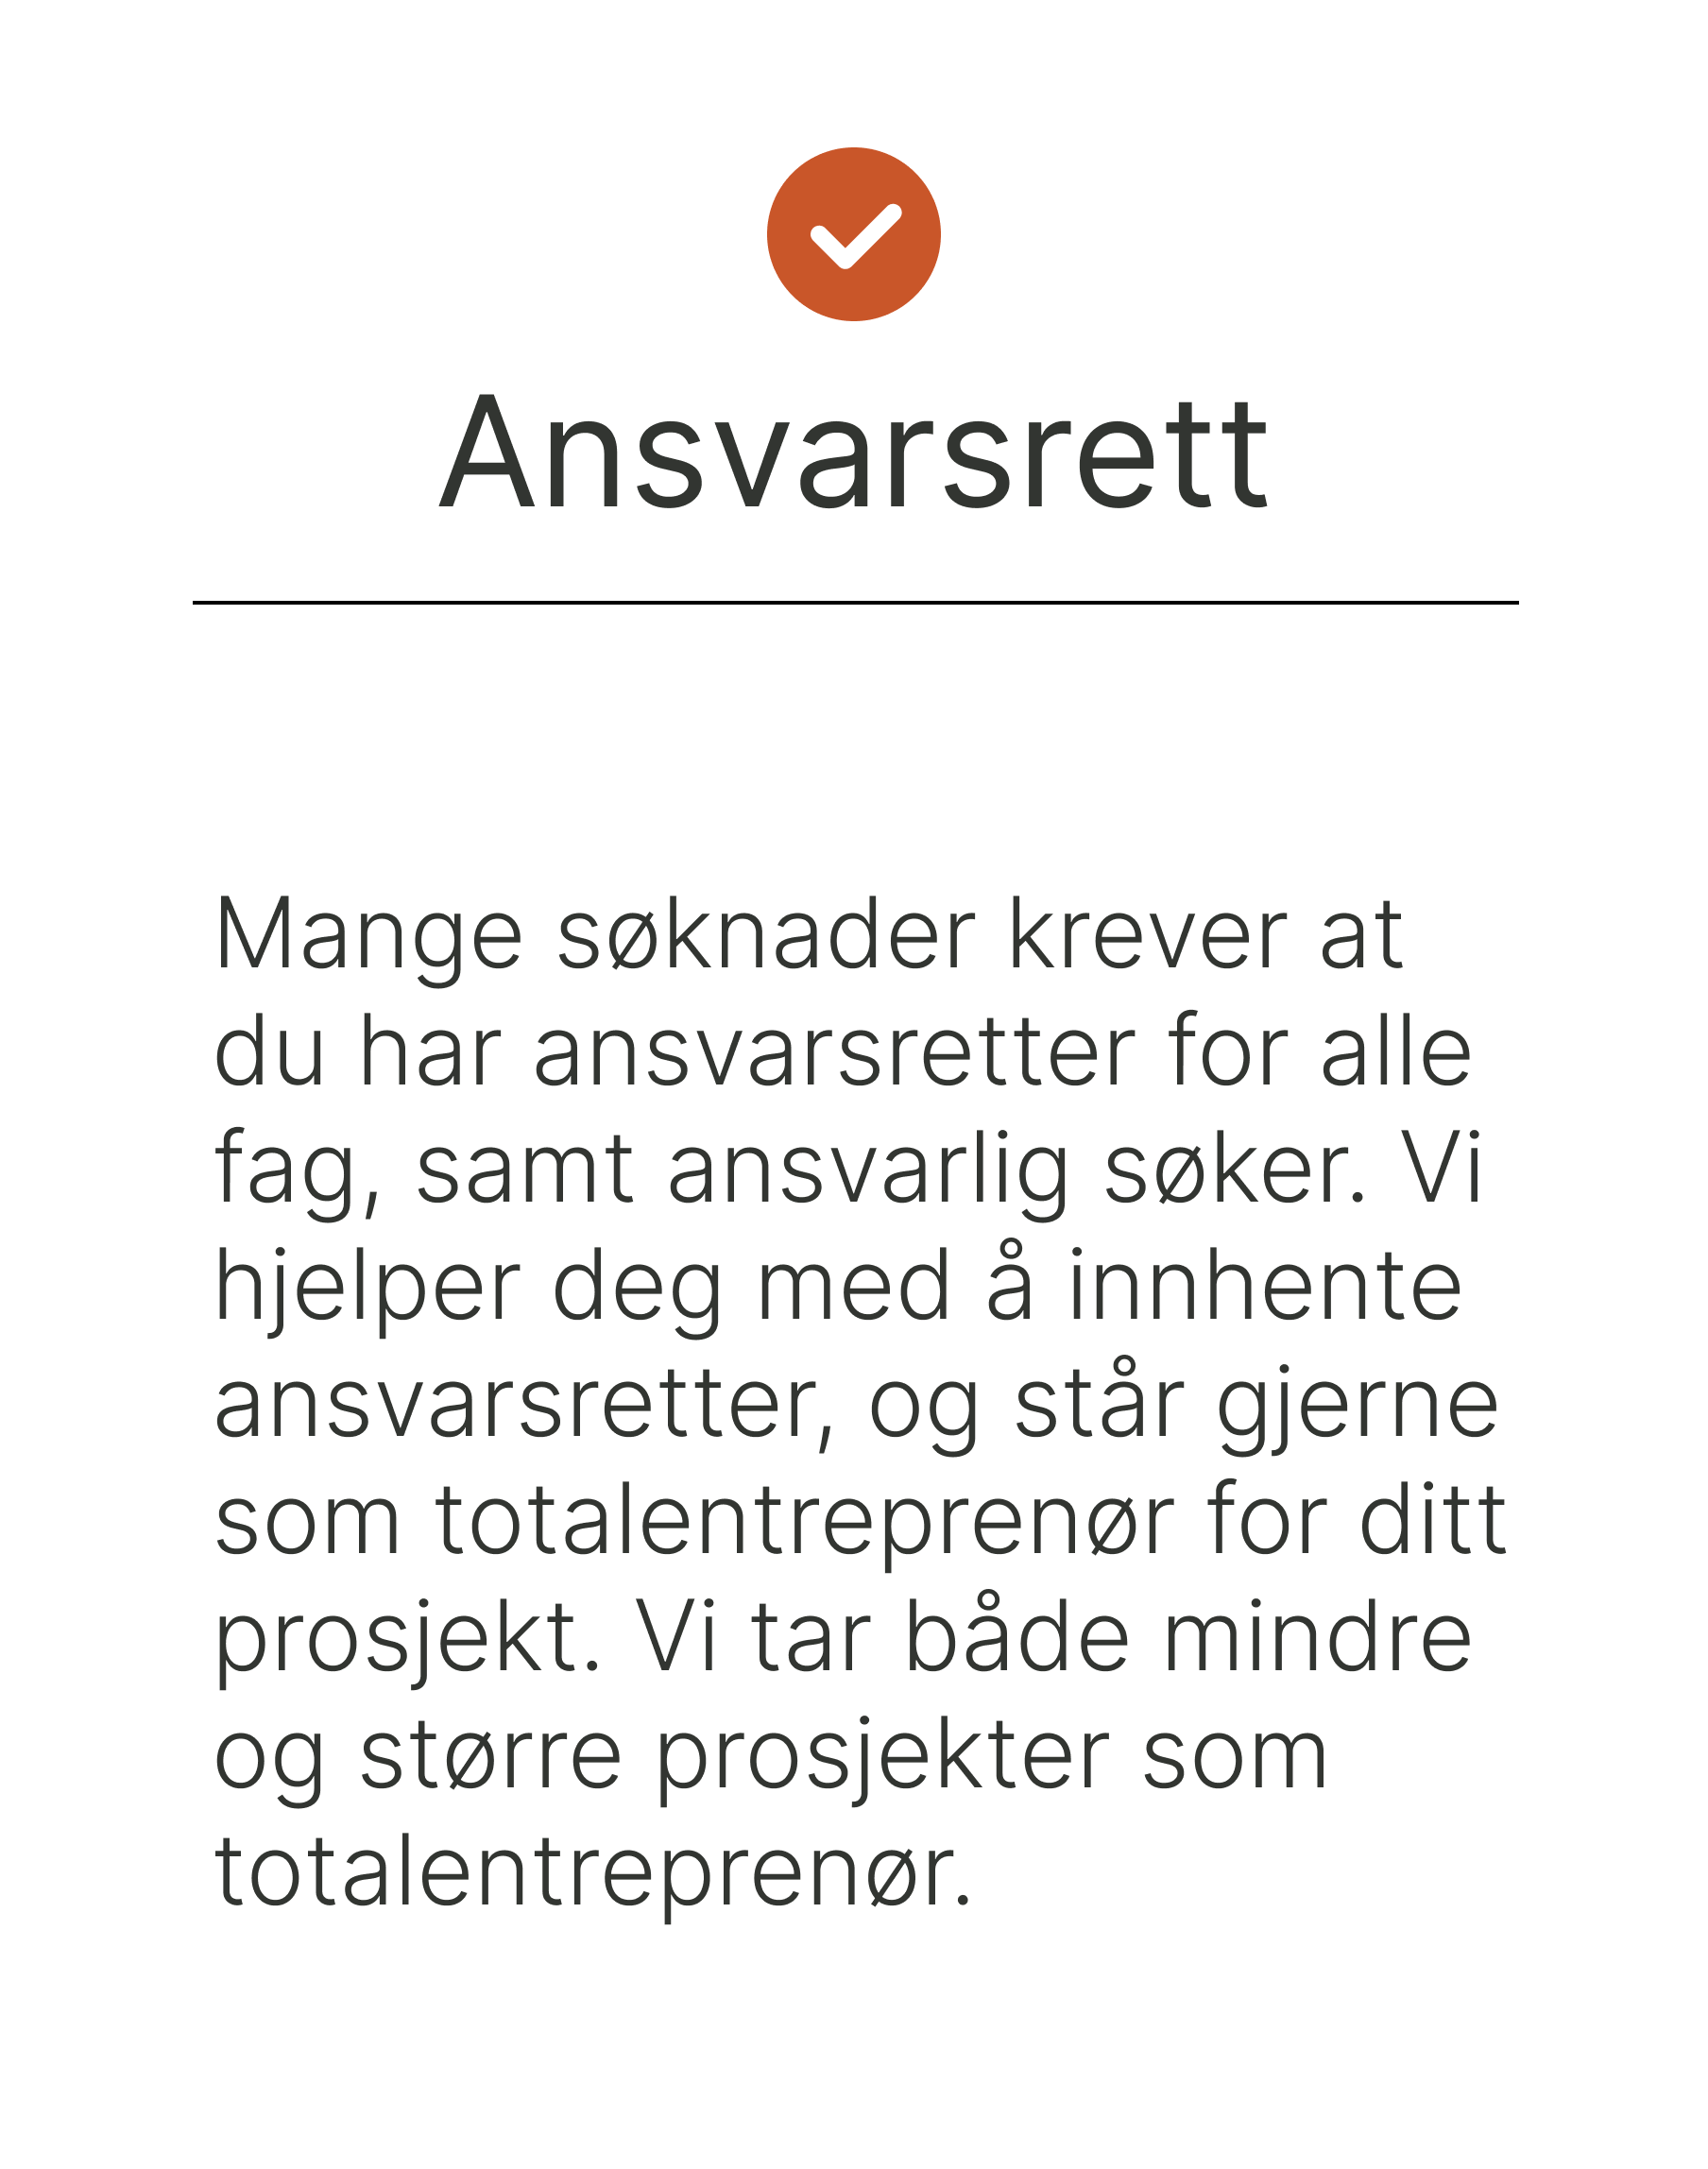 Ansvarsrett
Mange søknader krever at
du har ansvarsretter for alle
fag, samt ansvarlig søker. Vi
hjelper deg med å innhente
ansvarsretter, og står gjerne
som totalentreprenør for ditt
prosjekt. Vi tar både mindre
og større prosjekter som
totalentreprenør.